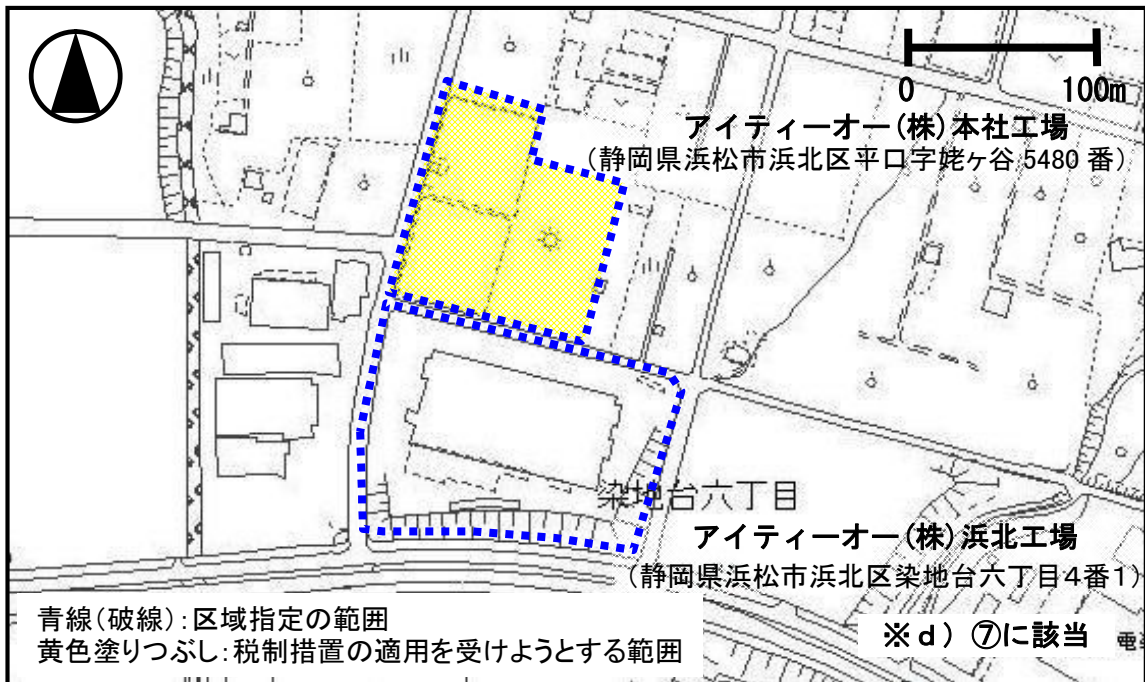 0 100m
アイティーオー(株)本社工場
(静岡県浜松市浜北区平口字姥ヶ谷 5480 番)
染地台六丁目
アイティーオー(株)浜北工場
(静岡県浜松市浜北区染地台六丁目4番1)
青線(破線):区域指定の範囲
黄色塗りつぶし:税制措置の適用を受けようとする範囲
※d) ⑦に該当